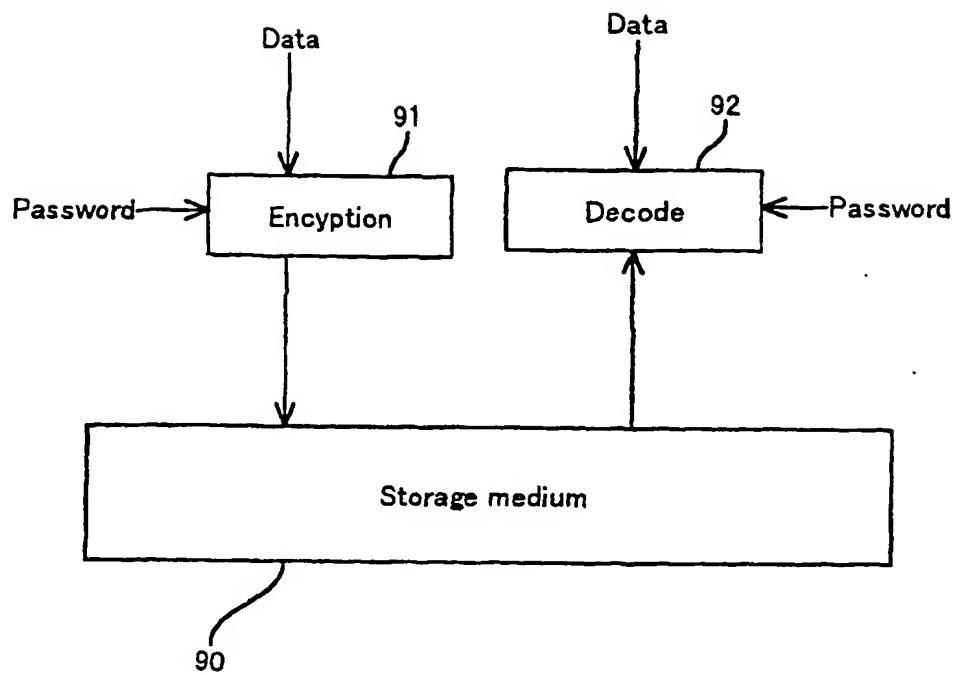 Data
Data
91
92
Password
Encyption
Decode
Password
Storage medium
90